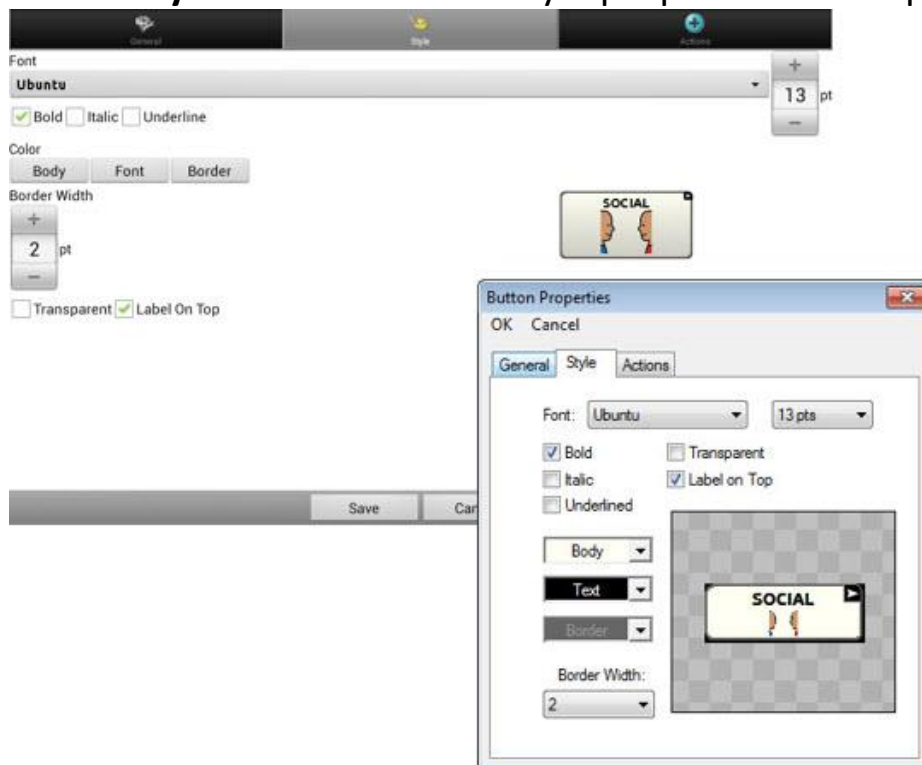 General Style Actions
Font
Ubuntu
13 pt
Bold Italic Underline
Color
Body Font Border
Border Width
2 pt
SOCIAL
Transparent Label On Top
Save
Button Properties
OK Cancel
General Style Actions
Font: Ubuntu 13 pts
Bold Transparent
Italic Label on Top
Underlined
Body
Text
SOCIAL
Border
Border Width:
2